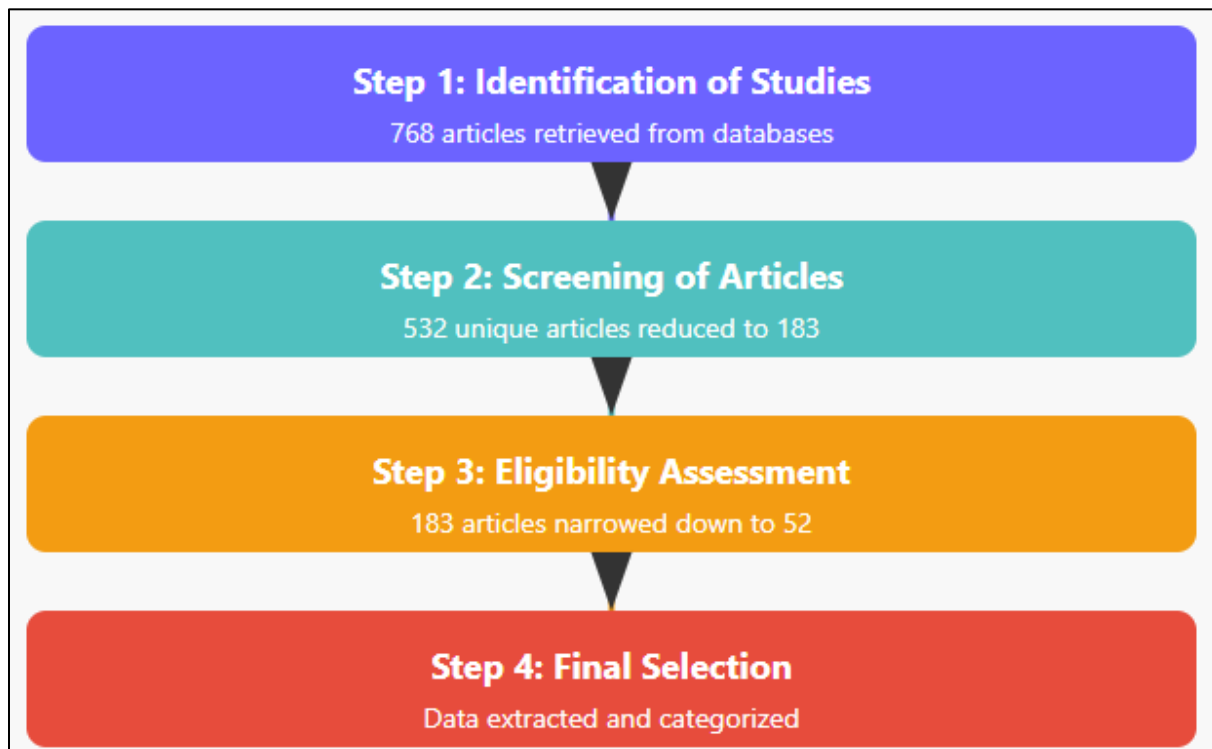 Step 1: Identification of Studies
768 articles retrieved from databases
Step 2: Screening of Articles
532 unique articles reduced to 183
Step 3: Eligibility Assessment
183 articles narrowed down to 52
Step 4: Final Selection
Data extracted and categorized